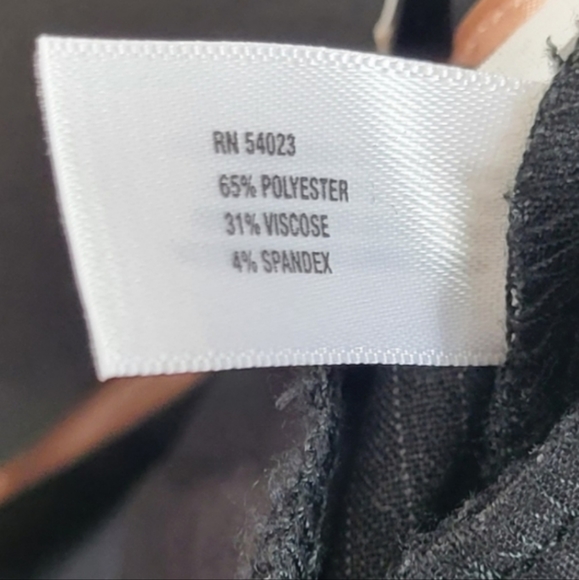 RN 54023
65% POLYESTER
31% VISCOSE
4% SPANDEX